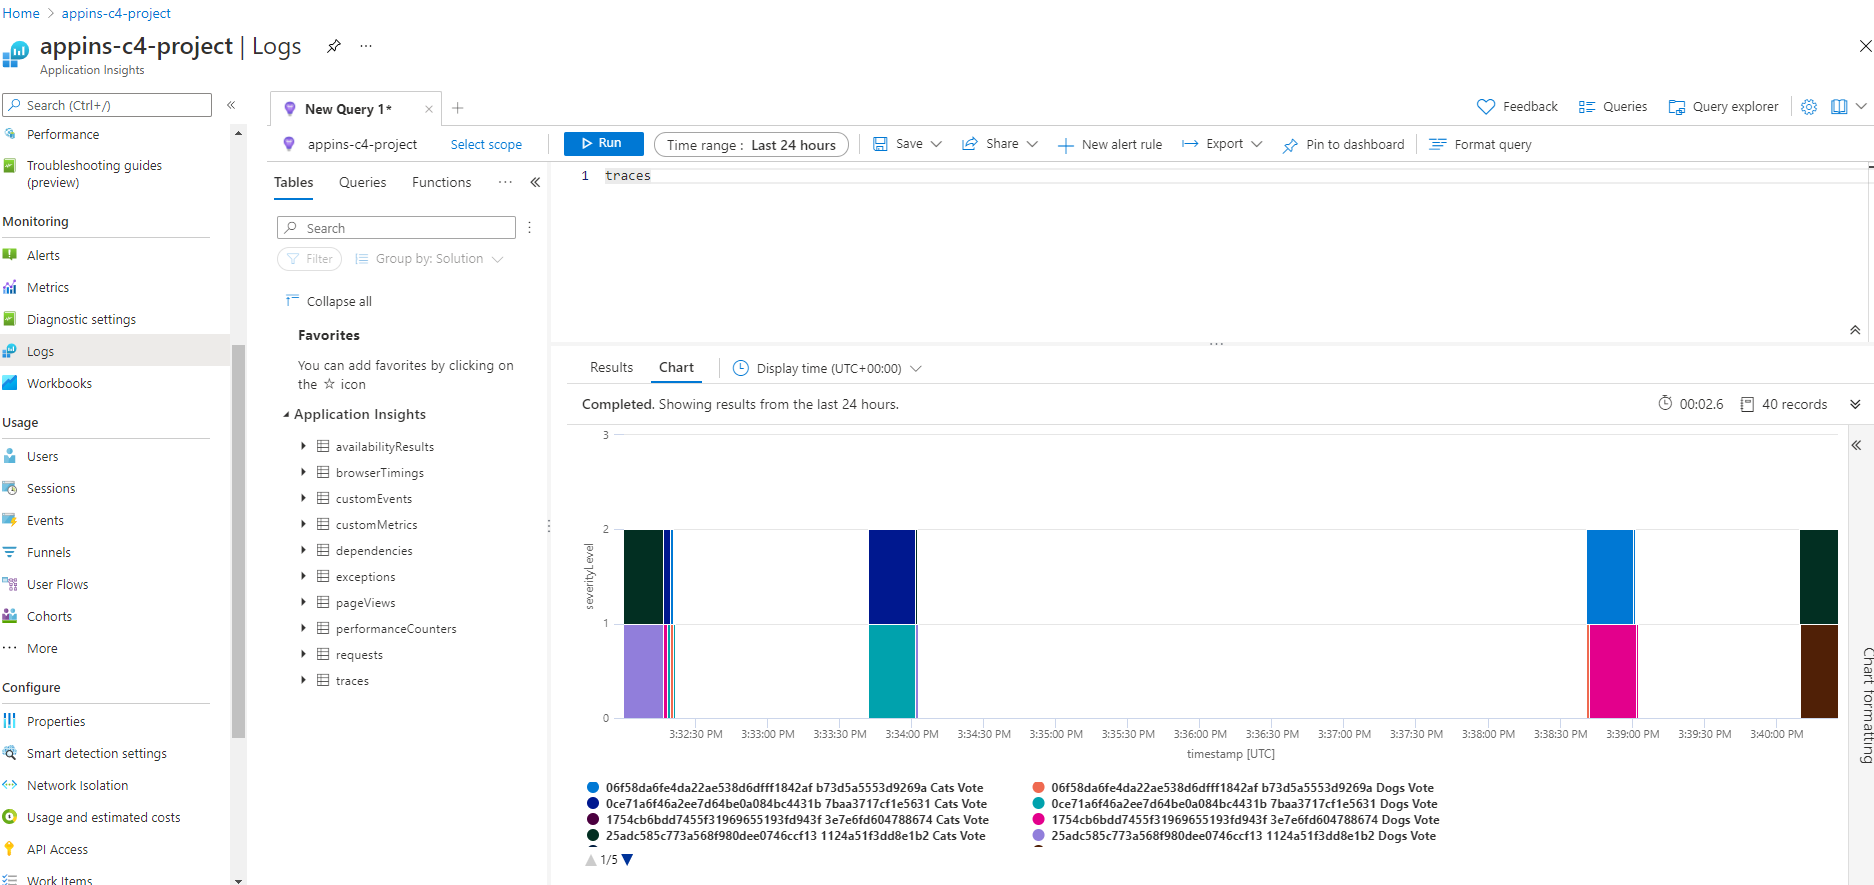 Home > appins-c4-project
appins-c4-project | Logs ...
Application Insights
Search (Ctrl+/)
«
Performance
Troubleshooting guides
(preview)
Monitoring
Alerts
Metrics
Diagnostic settings
Logs
Workbooks
Usage
Users
Sessions
Events
Funnels
User Flows
Cohorts
More
Configure
Properties
Smart detection settings
Network Isolation
Usage and estimated costs
API Access
Work Items
New Query 1*
Feedback
Queries
Query explorer
appins-c4-project
Select scope
Run
Time range : Last 24 hours
Save
Share
New alert rule
Export
Pin to dashboard
Format query
Tables
Queries
Functions
...
«
Search
Filter
Group by: Solution
Collapse all
Favorites
You can add favorites by clicking on
the ☆ icon
Application Insights
availabilityResults
browserTimings
customEvents
customMetrics
dependencies
exceptions
pageViews
performanceCounters
requests
traces
1 traces
Results
Chart
Display time (UTC+00:00)
Completed. Showing results from the last 24 hours.
00:02.6
40 records
3
2
1
0
severityLevel
3:32:30 PM 3:33:00 PM 3:33:30 PM 3:34:00 PM 3:34:30 PM 3:35:00 PM 3:35:30 PM 3:36:00 PM 3:36:30 PM 3:37:00 PM 3:37:30 PM 3:38:00 PM 3:38:30 PM 3:39:00 PM 3:39:30 PM 3:40:00 PM
timestamp [UTC]
06f58da6fe4da22ae538d6dfff1842af b73d5a5553d9269a Cats Vote
06f58da6fe4da22ae538d6dfff1842af b73d5a5553d9269a Dogs Vote
0ce71a6f46a2ee7d64be0a084bc4431b 7baa3717cf1e5631 Cats Vote
0ce71a6f46a2ee7d64be0a084bc4431b 7baa3717cf1e5631 Dogs Vote
1754cb6bdd7455f31969655193fd943f 3e7e6fd604788674 Cats Vote
1754cb6bdd7455f31969655193fd943f 3e7e6fd604788674 Dogs Vote
25adc585c773a568f980dee0746ccf13 1124a51f3dd8e1b2 Cats Vote
25adc585c773a568f980dee0746ccf13 1124a51f3dd8e1b2 Dogs Vote
1/5
«
Chart formatting